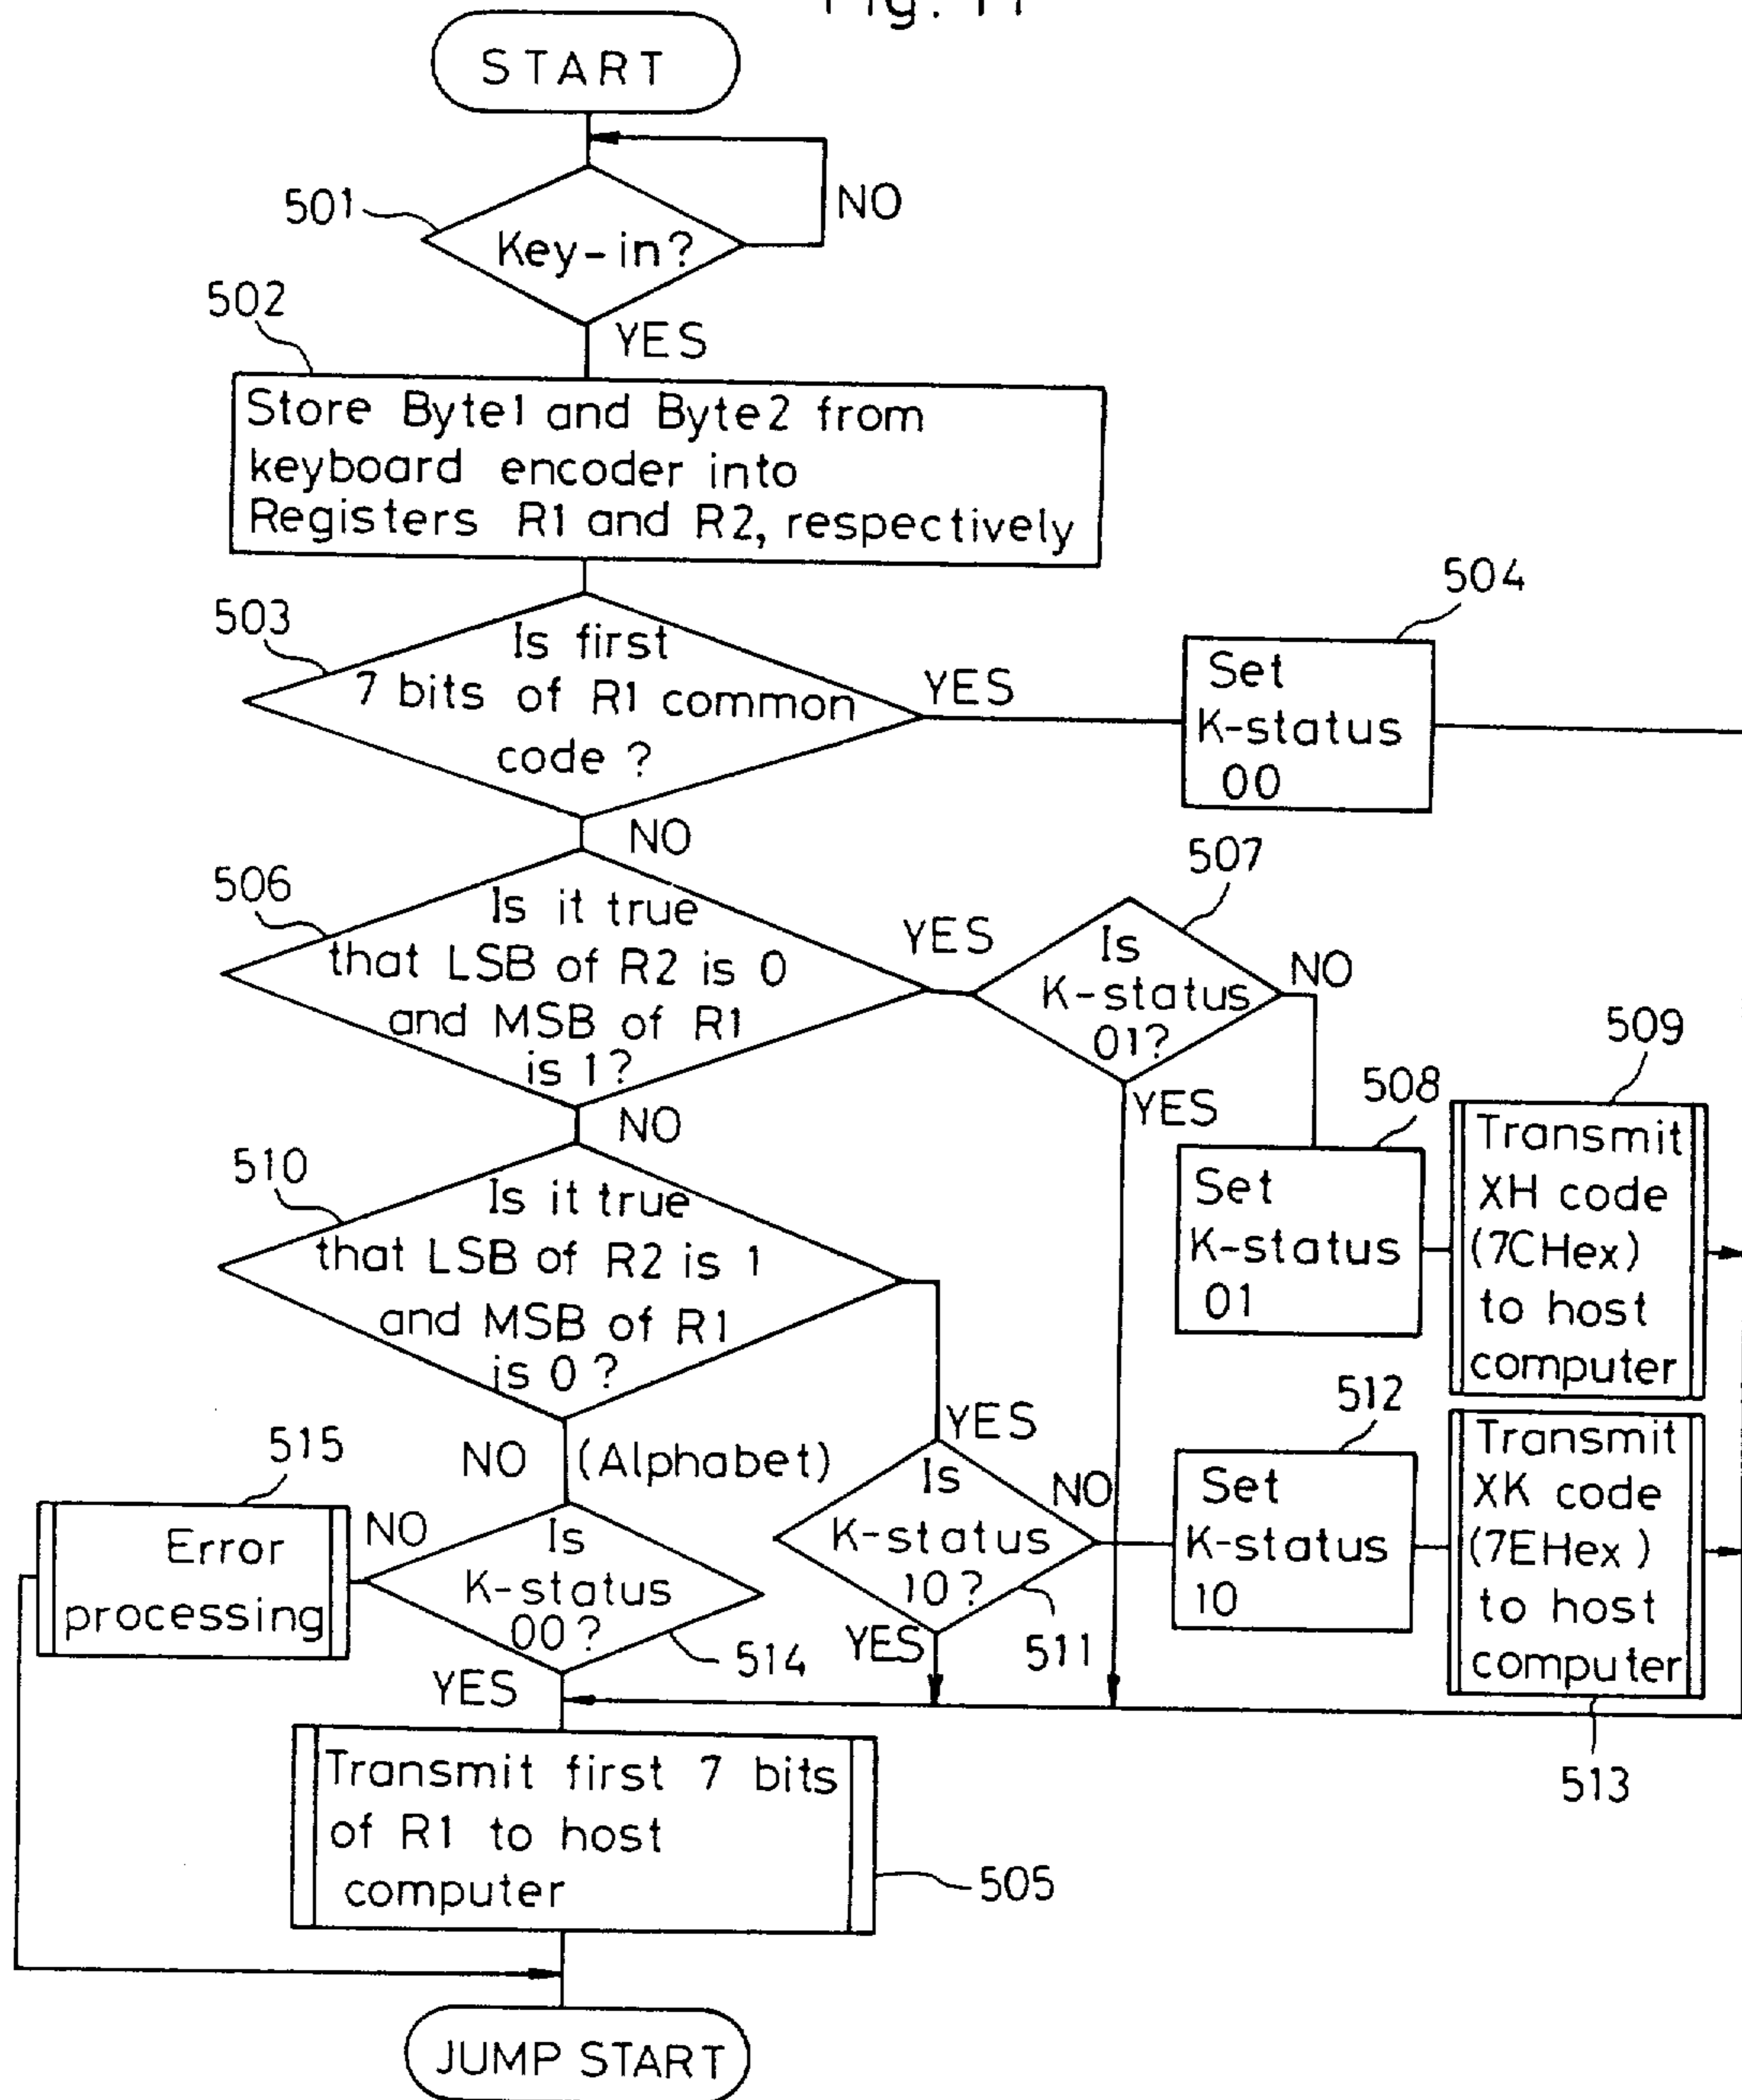 Fig. 11
START
501
NO
Key-in?
502
YES
Store Byte1 and Byte2 from
keyboard encoder into
Registers R1 and R2, respectively
503
Is first
7 bits of R1 common
code ?
YES
504
Set
K-status
00
NO
506
Is it true
that LSB of R2 is 0
and MSB of R1
is 1?
YES
507
Is
K-status
01?
NO
YES
508
Set
K-status
01
509
Transmit
XH code
(7CHex)
to host
computer
NO
510
Is it true
that LSB of R2 is 1
and MSB of R1
is 0 ?
YES
Is
K-status
10?
511
NO
YES
512
Set
K-status
10
Transmit
XK code
(7EHex )
to host
computer
513
NO (Alphabet)
515
Error
processing
NO
Is
K-status
00?
514
YES
Transmit first 7 bits
of R1 to host
computer
505
JUMP START